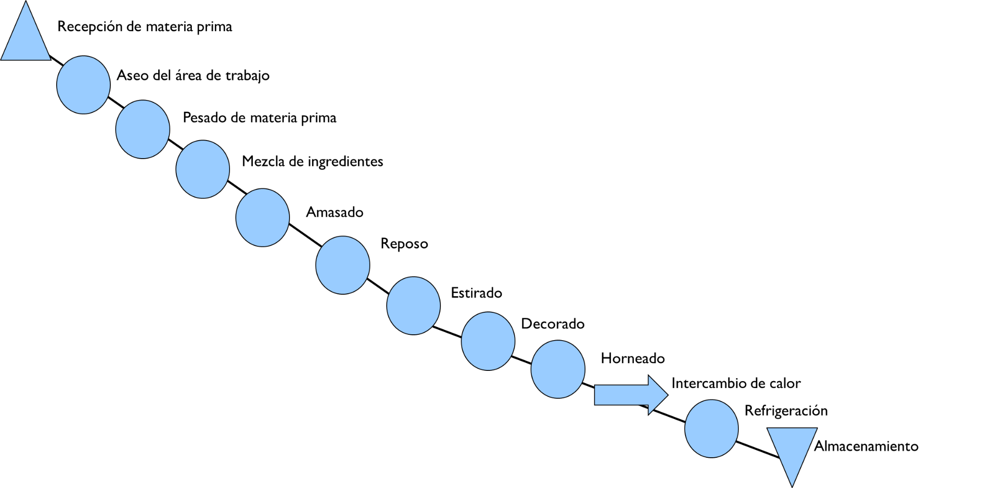 Recepción de materia prima
Aseo del área de trabajo
Pesado de materia prima
Mezcla de ingredientes
Amasado
Reposo
Estirado
Decorado
Horneado
Intercambio de calor
Refrigeración
Almacenamiento